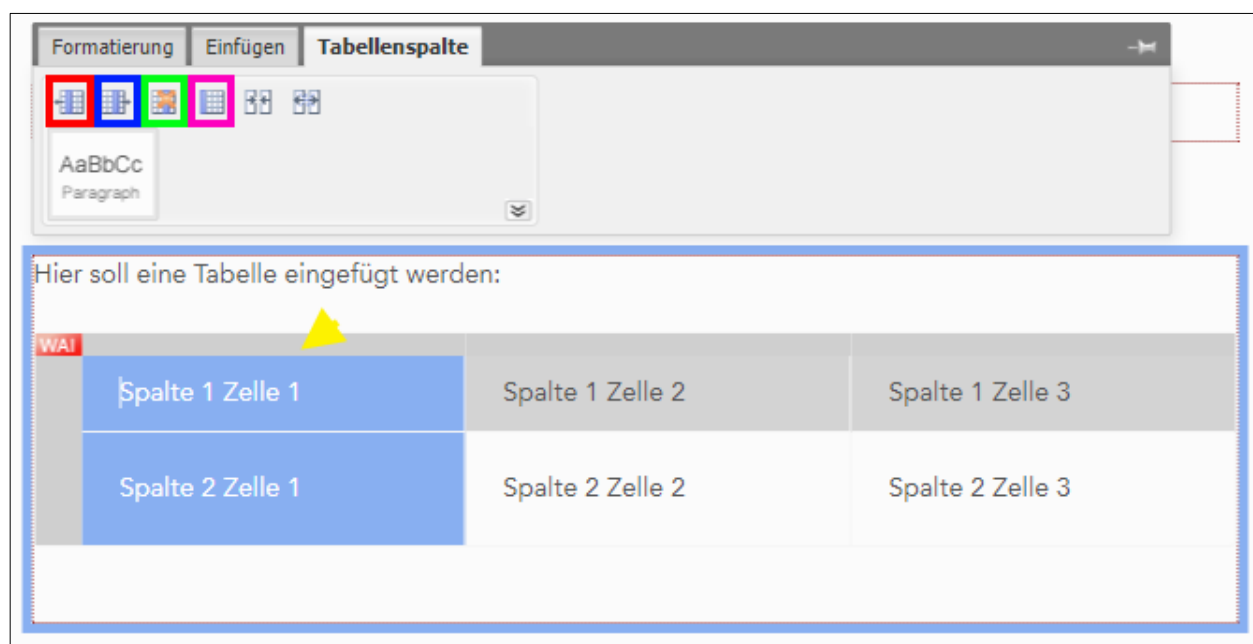 Formatierung Einfügen Tabellenspalte
AaBbCc
Paragraph
Hier soll eine Tabelle eingefügt werden:
WAI
Spalte 1 Zelle 1 Spalte 1 Zelle 2 Spalte 1 Zelle 3
Spalte 2 Zelle 1 Spalte 2 Zelle 2 Spalte 2 Zelle 3